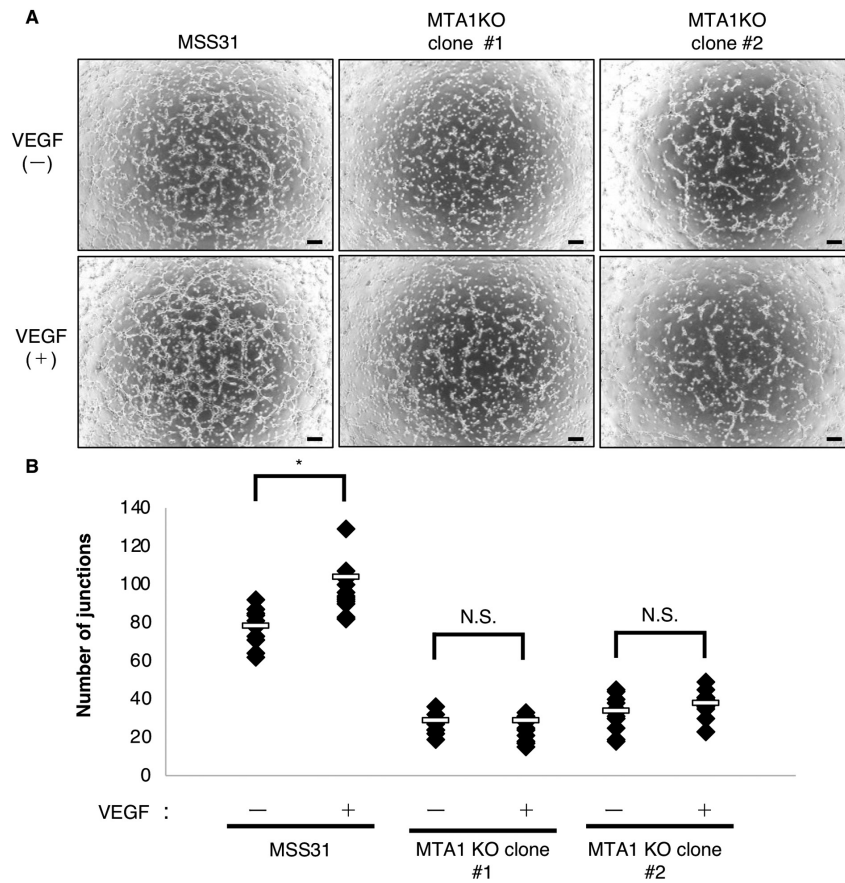 A
MSS31
MTA1KO
clone #1
MTA1KO
clone #2
VEGF
(—)
VEGF
(+)
B
*
N.S.
N.S.
Number of junctions
140
120
100
80
60
40
20
0
VEGF : — + — + — +
MSS31
MTA1 KO clone
#1
MTA1 KO clone
#2